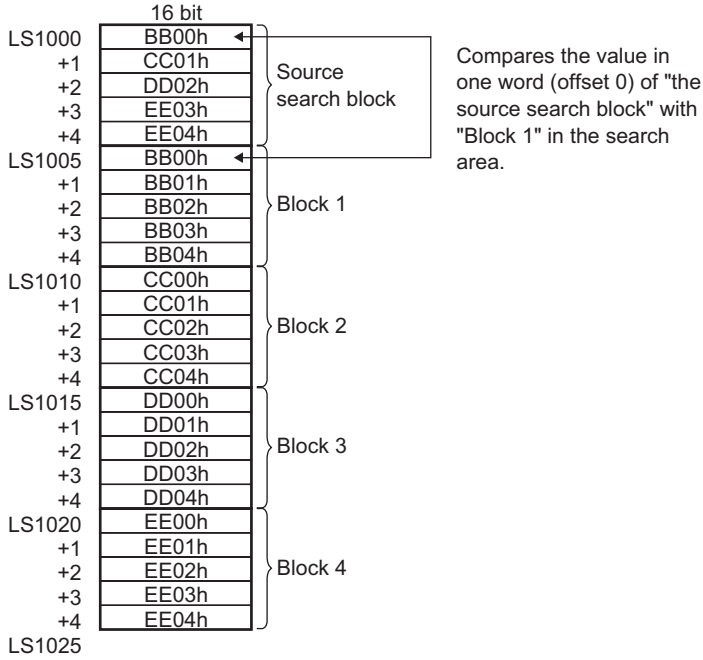 16 bit
LS1000 BB00h
+1 CC01h
+2 DD02h
+3 EE03h
+4 EE04h
Source
search block
LS1005 BB00h
+1 BB01h
+2 BB02h
+3 BB03h
+4 BB04h
Block 1
LS1010 CC00h
+1 CC01h
+2 CC02h
+3 CC03h
+4 CC04h
Block 2
LS1015 DD00h
+1 DD01h
+2 DD02h
+3 DD03h
+4 DD04h
Block 3
LS1020 EE00h
+1 EE01h
+2 EE02h
+3 EE03h
+4 EE04h
Block 4
LS1025
Compares the value in
one word (offset 0) of "the
source search block" with
"Block 1" in the search
area.